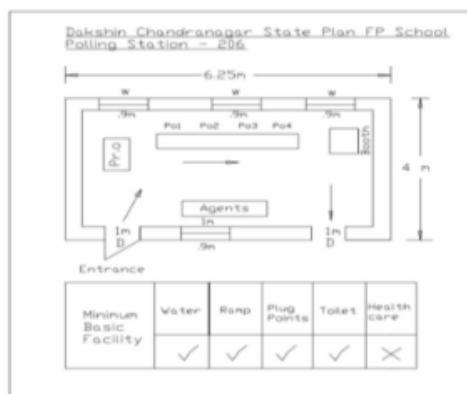 Dakshin Chandranagar State Plan FP School
Polling Station - 206
6.25m
W W W
.9m .9m .9m
Po1 Po2 Po3 Po4
Pr.o
Booth
4 m
Agents
1m 1m 1m
D .9m D
Entrance
Minimum Basic Facility
Water Ramp Plug Points Toilet Health care
✓ ✓ ✓ ✓ ✕